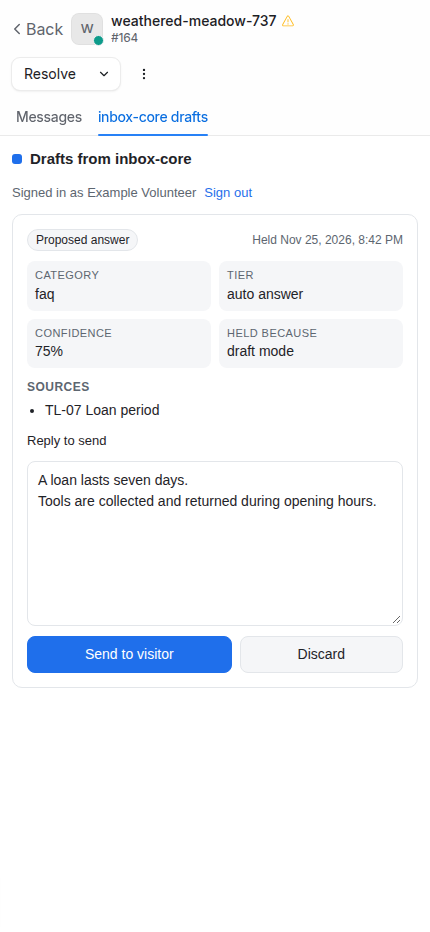 Back
W
weathered-meadow-737
#164
Resolve
Messages
inbox-core drafts
Drafts from inbox-core
Signed in as Example Volunteer Sign out
Proposed answer
Held Nov 25, 2026, 8:42 PM
CATEGORY
faq
TIER
auto answer
CONFIDENCE
75%
HELD BECAUSE
draft mode
SOURCES
• TL-07 Loan period
Reply to send
A loan lasts seven days.
Tools are collected and returned during opening hours.
Send to visitor
Discard